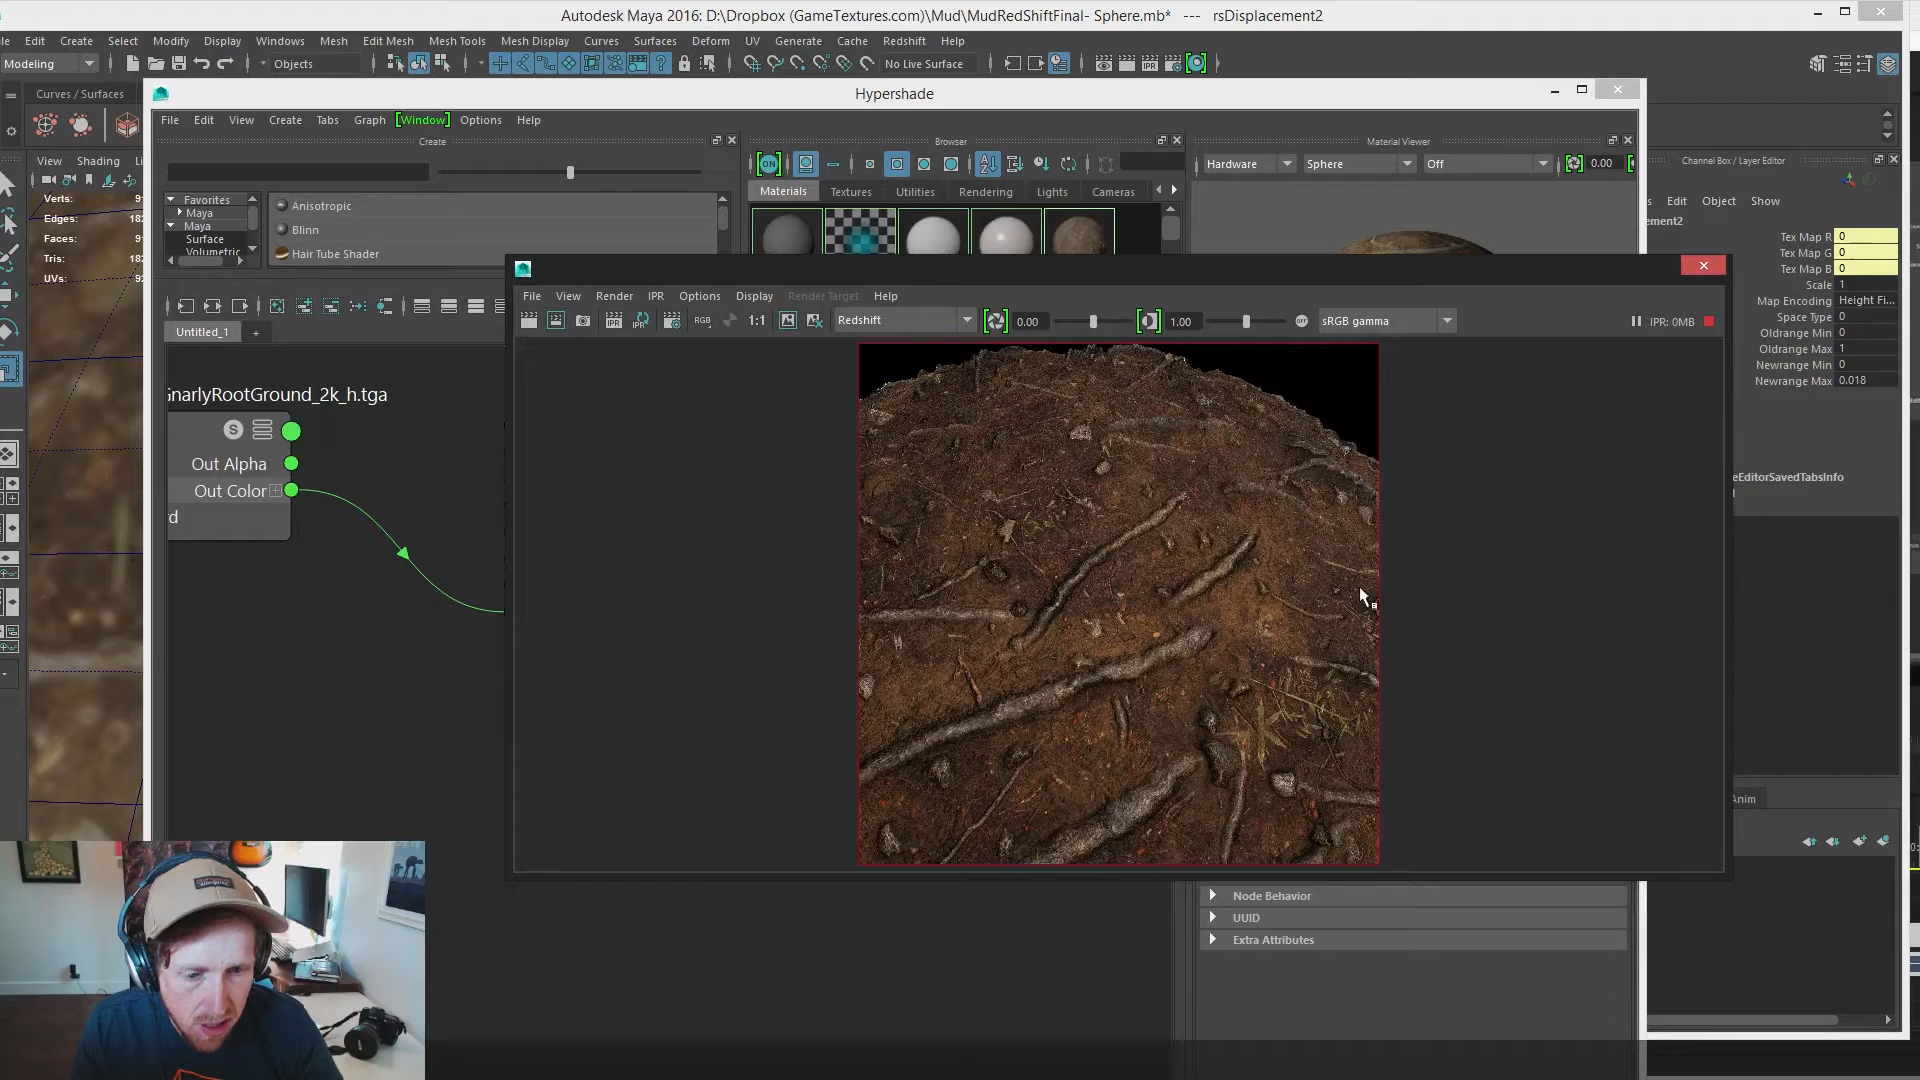 Autodesk Maya 2016: D:\Dropbox (GameTextures.com)\Mud\MudRedShiftFinal- Sphere.mb* --- rsDisplacement2
Edit Create Select Modify Display Windows Mesh Edit Mesh Mesh Tools Mesh Display Curves Surfaces Deform UV Generate Cache Redshift Help
Modeling Objects No Live Surface
Curves / Surfaces
Hypershade
File Edit View Create Tabs Graph [Window] Options Help
Create Browser Material Viewer
Channel Box / Layer Editor
View Shading
Hardware Sphere Off 0.00
Verts:
Edges:
Faces:
Tris:
UVs:
Favorites
Maya
Maya
Surface
Volumetric
Anisotropic
Blinn
Hair Tube Shader
ON
Materials Textures Utilities Rendering Lights Cameras
Edit Object Show
Tex Map R 0
Tex Map G 0
Tex Map B 0
Scale 1
Map Encoding Height Fi...
Space Type 0
Oldrange Min 0
Oldrange Max 1
Newrange Min 0
Newrange Max 0.018
File View Render IPR Options Display Render Target Help
IPR RGB 1:1 Redshift 0.00 1.00 sRGB gamma IPR: 0MB
Untitled_1 +
GnarlyRootGround_2k_h.tga
S
Out Alpha
Out Color
d
eEditorSavedTabsInfo
Anim
Node Behavior
UUID
Extra Attributes